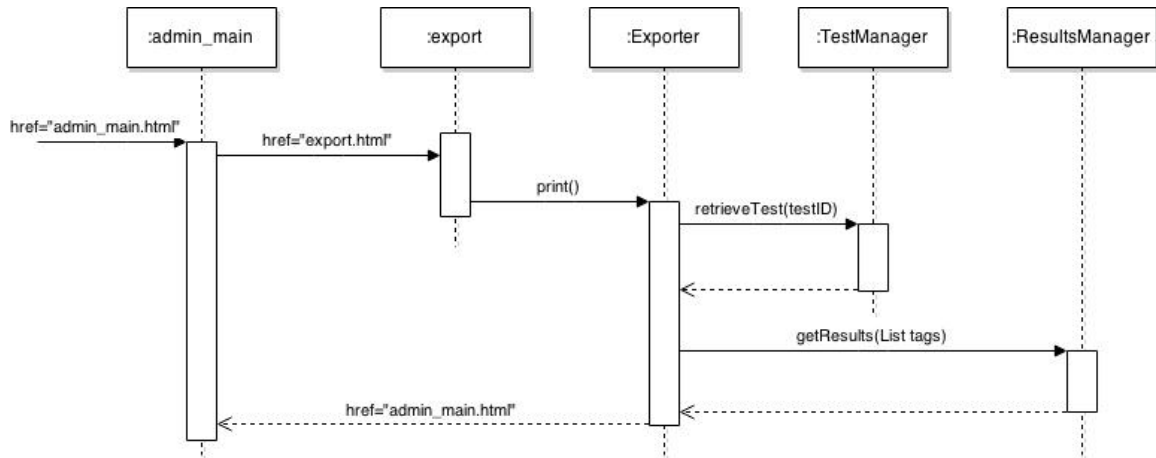 :admin_main
:export
:Exporter
:TestManager
:ResultsManager
href="admin_main.html"
href="export.html"
print()
retrieveTest(testID)
getResults(List tags)
href="admin_main.html"